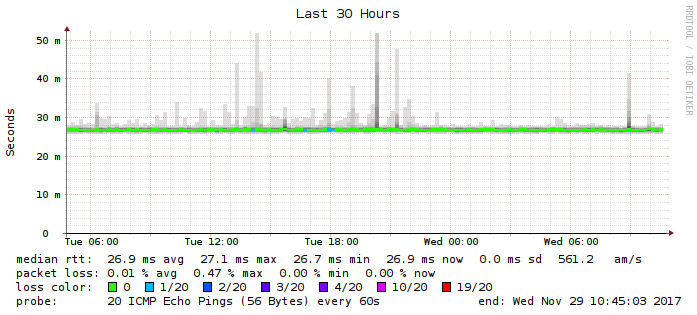 Last 30 Hours
RRDTOOL / TOBI OETIKER
Seconds
50 m
40 m
30 m
20 m
10 m
0
Tue 06:00 Tue 12:00 Tue 18:00 Wed 00:00 Wed 06:00
median rtt: 26.9 ms avg 27.1 ms max 26.7 ms min 26.9 ms now 0.0 ms sd 561.2 am/s
packet loss: 0.01 % avg 0.47 % max 0.00 % min 0.00 % now
loss color: 0 1/20 2/20 3/20 4/20 10/20 19/20
probe: 20 ICMP Echo Pings (56 Bytes) every 60s end: Wed Nov 29 10:45:03 2017